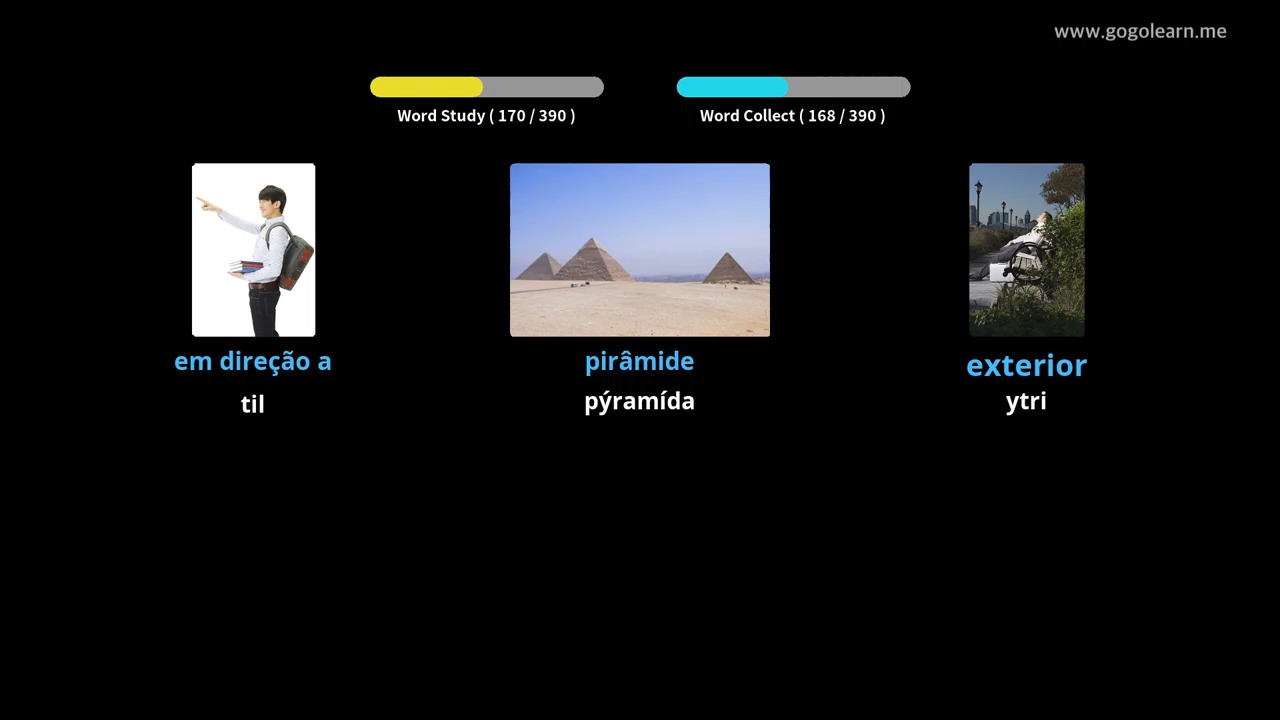 www.gogolearn.me
Word Study ( 170 / 390 )
Word Collect ( 168 / 390 )
em direção a
til
pirâmide
pýramída
exterior
ytri